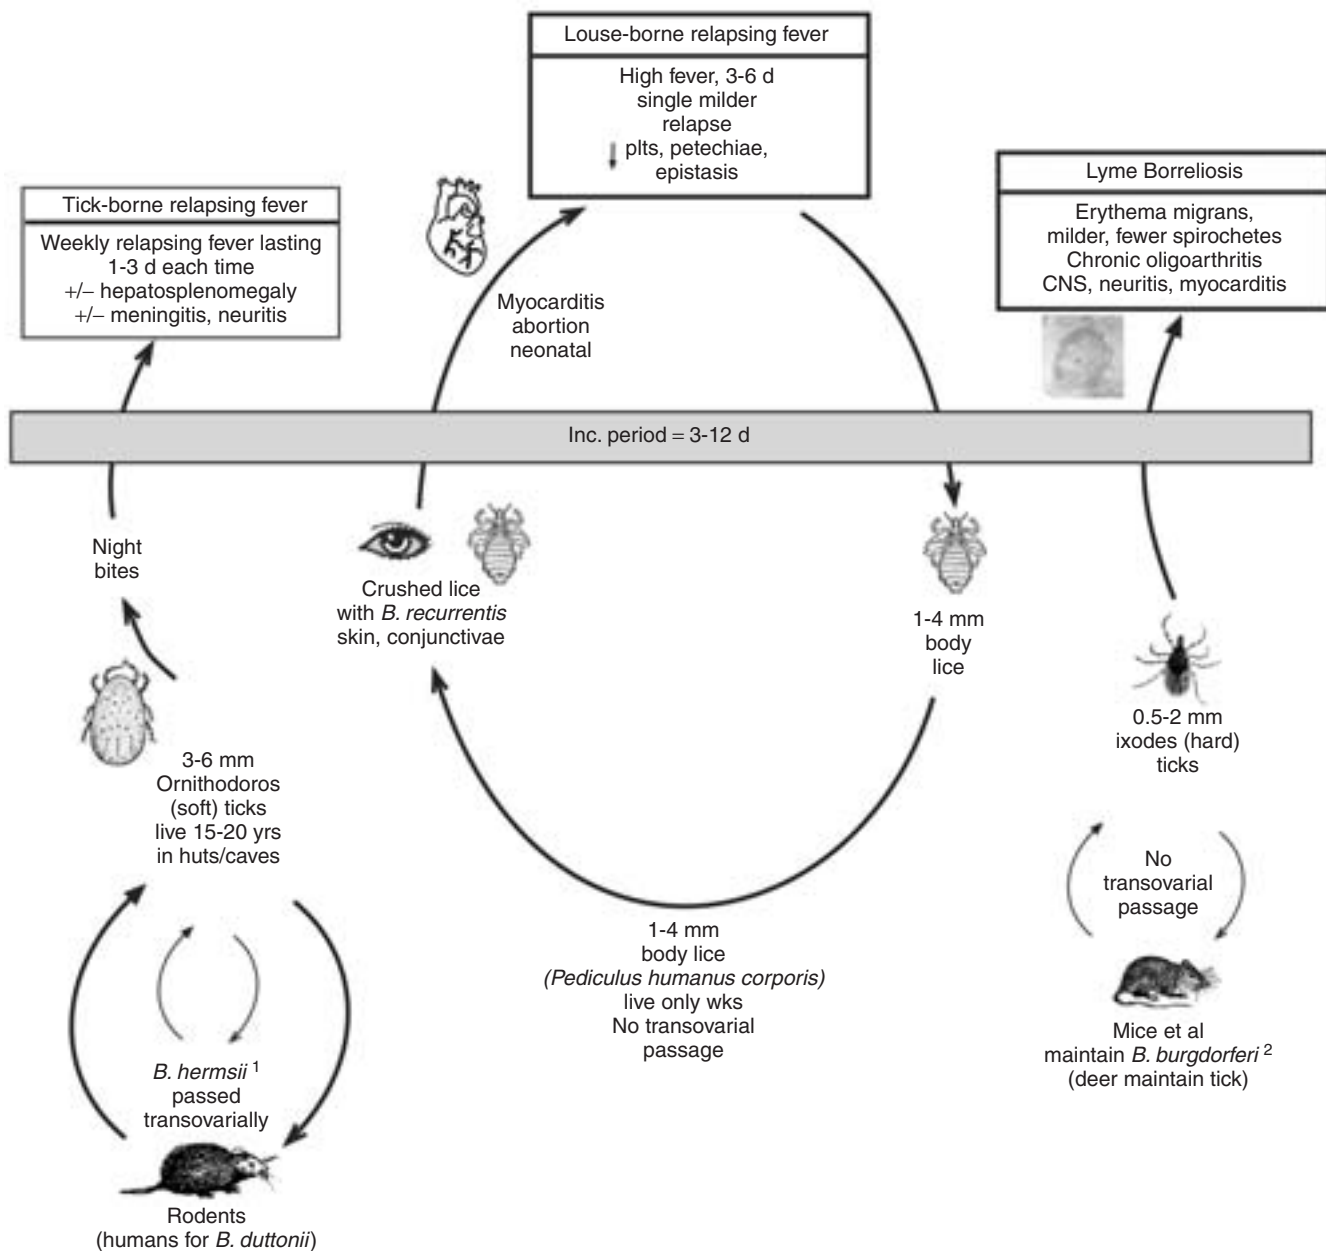 Louse-borne relapsing fever
High fever, 3-6 d
single milder
relapse
↓ plts, petechiae,
epistasis
Tick-borne relapsing fever
Weekly relapsing fever lasting
1-3 d each time
+/– hepatosplenomegaly
+/– meningitis, neuritis
Lyme Borreliosis
Erythema migrans,
milder, fewer spirochetes
Chronic oligoarthritis
CNS, neuritis, myocarditis
Myocarditis
abortion
neonatal
Inc. period = 3-12 d
Night
bites
Crushed lice
with B. recurrentis
skin, conjunctivae
1-4 mm
body
lice
0.5-2 mm
ixodes (hard)
ticks
3-6 mm
Ornithodoros
(soft) ticks
live 15-20 yrs
in huts/caves
No
transovarial
passage
1-4 mm
body lice
(Pediculus humanus corporis)
live only wks
No transovarial
passage
B. hermsii 1
passed
transovarially
Mice et al
maintain B. burgdorferi 2
(deer maintain tick)
Rodents
(humans for B. duttonii)